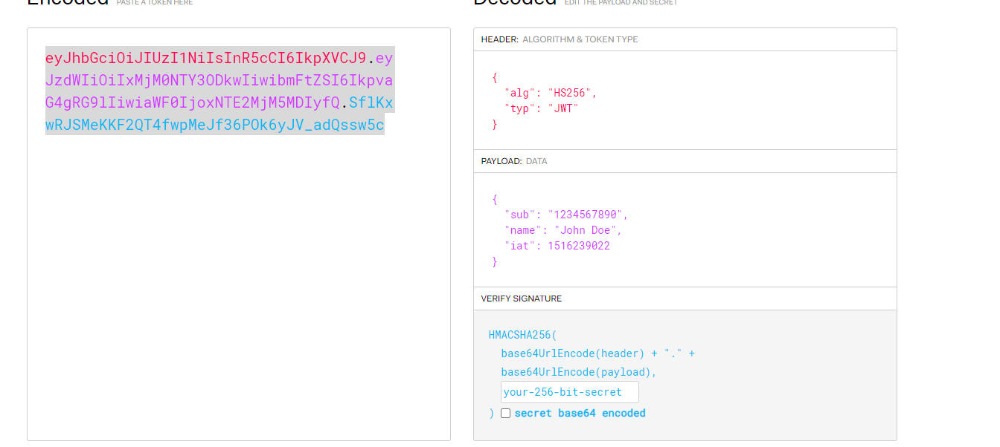 Encoded PASTE A TOKEN HERE
eyJhbGciOiJIUzI1NiIsInR5cCI6IkpXVCJ9.ey
JzdWIiOiIxMjM0NTY3ODkwIiwibmFtZSI6Ikpva
G4gRG9lIiwiaWF0IjoxNTE2MjM5MDIyfQ.SflKx
wRJSMeKKF2QT4fwpMeJf36POk6yJV_adQssw5c
Decoded EDIT THE PAYLOAD AND SECRET
HEADER: ALGORITHM & TOKEN TYPE
{
"alg": "HS256",
"typ": "JWT"
}
PAYLOAD: DATA
{
"sub": "1234567890",
"name": "John Doe",
"iat": 1516239022
}
VERIFY SIGNATURE
HMACSHA256(
base64UrlEncode(header) + "." +
base64UrlEncode(payload),
your-256-bit-secret
) secret base64 encoded